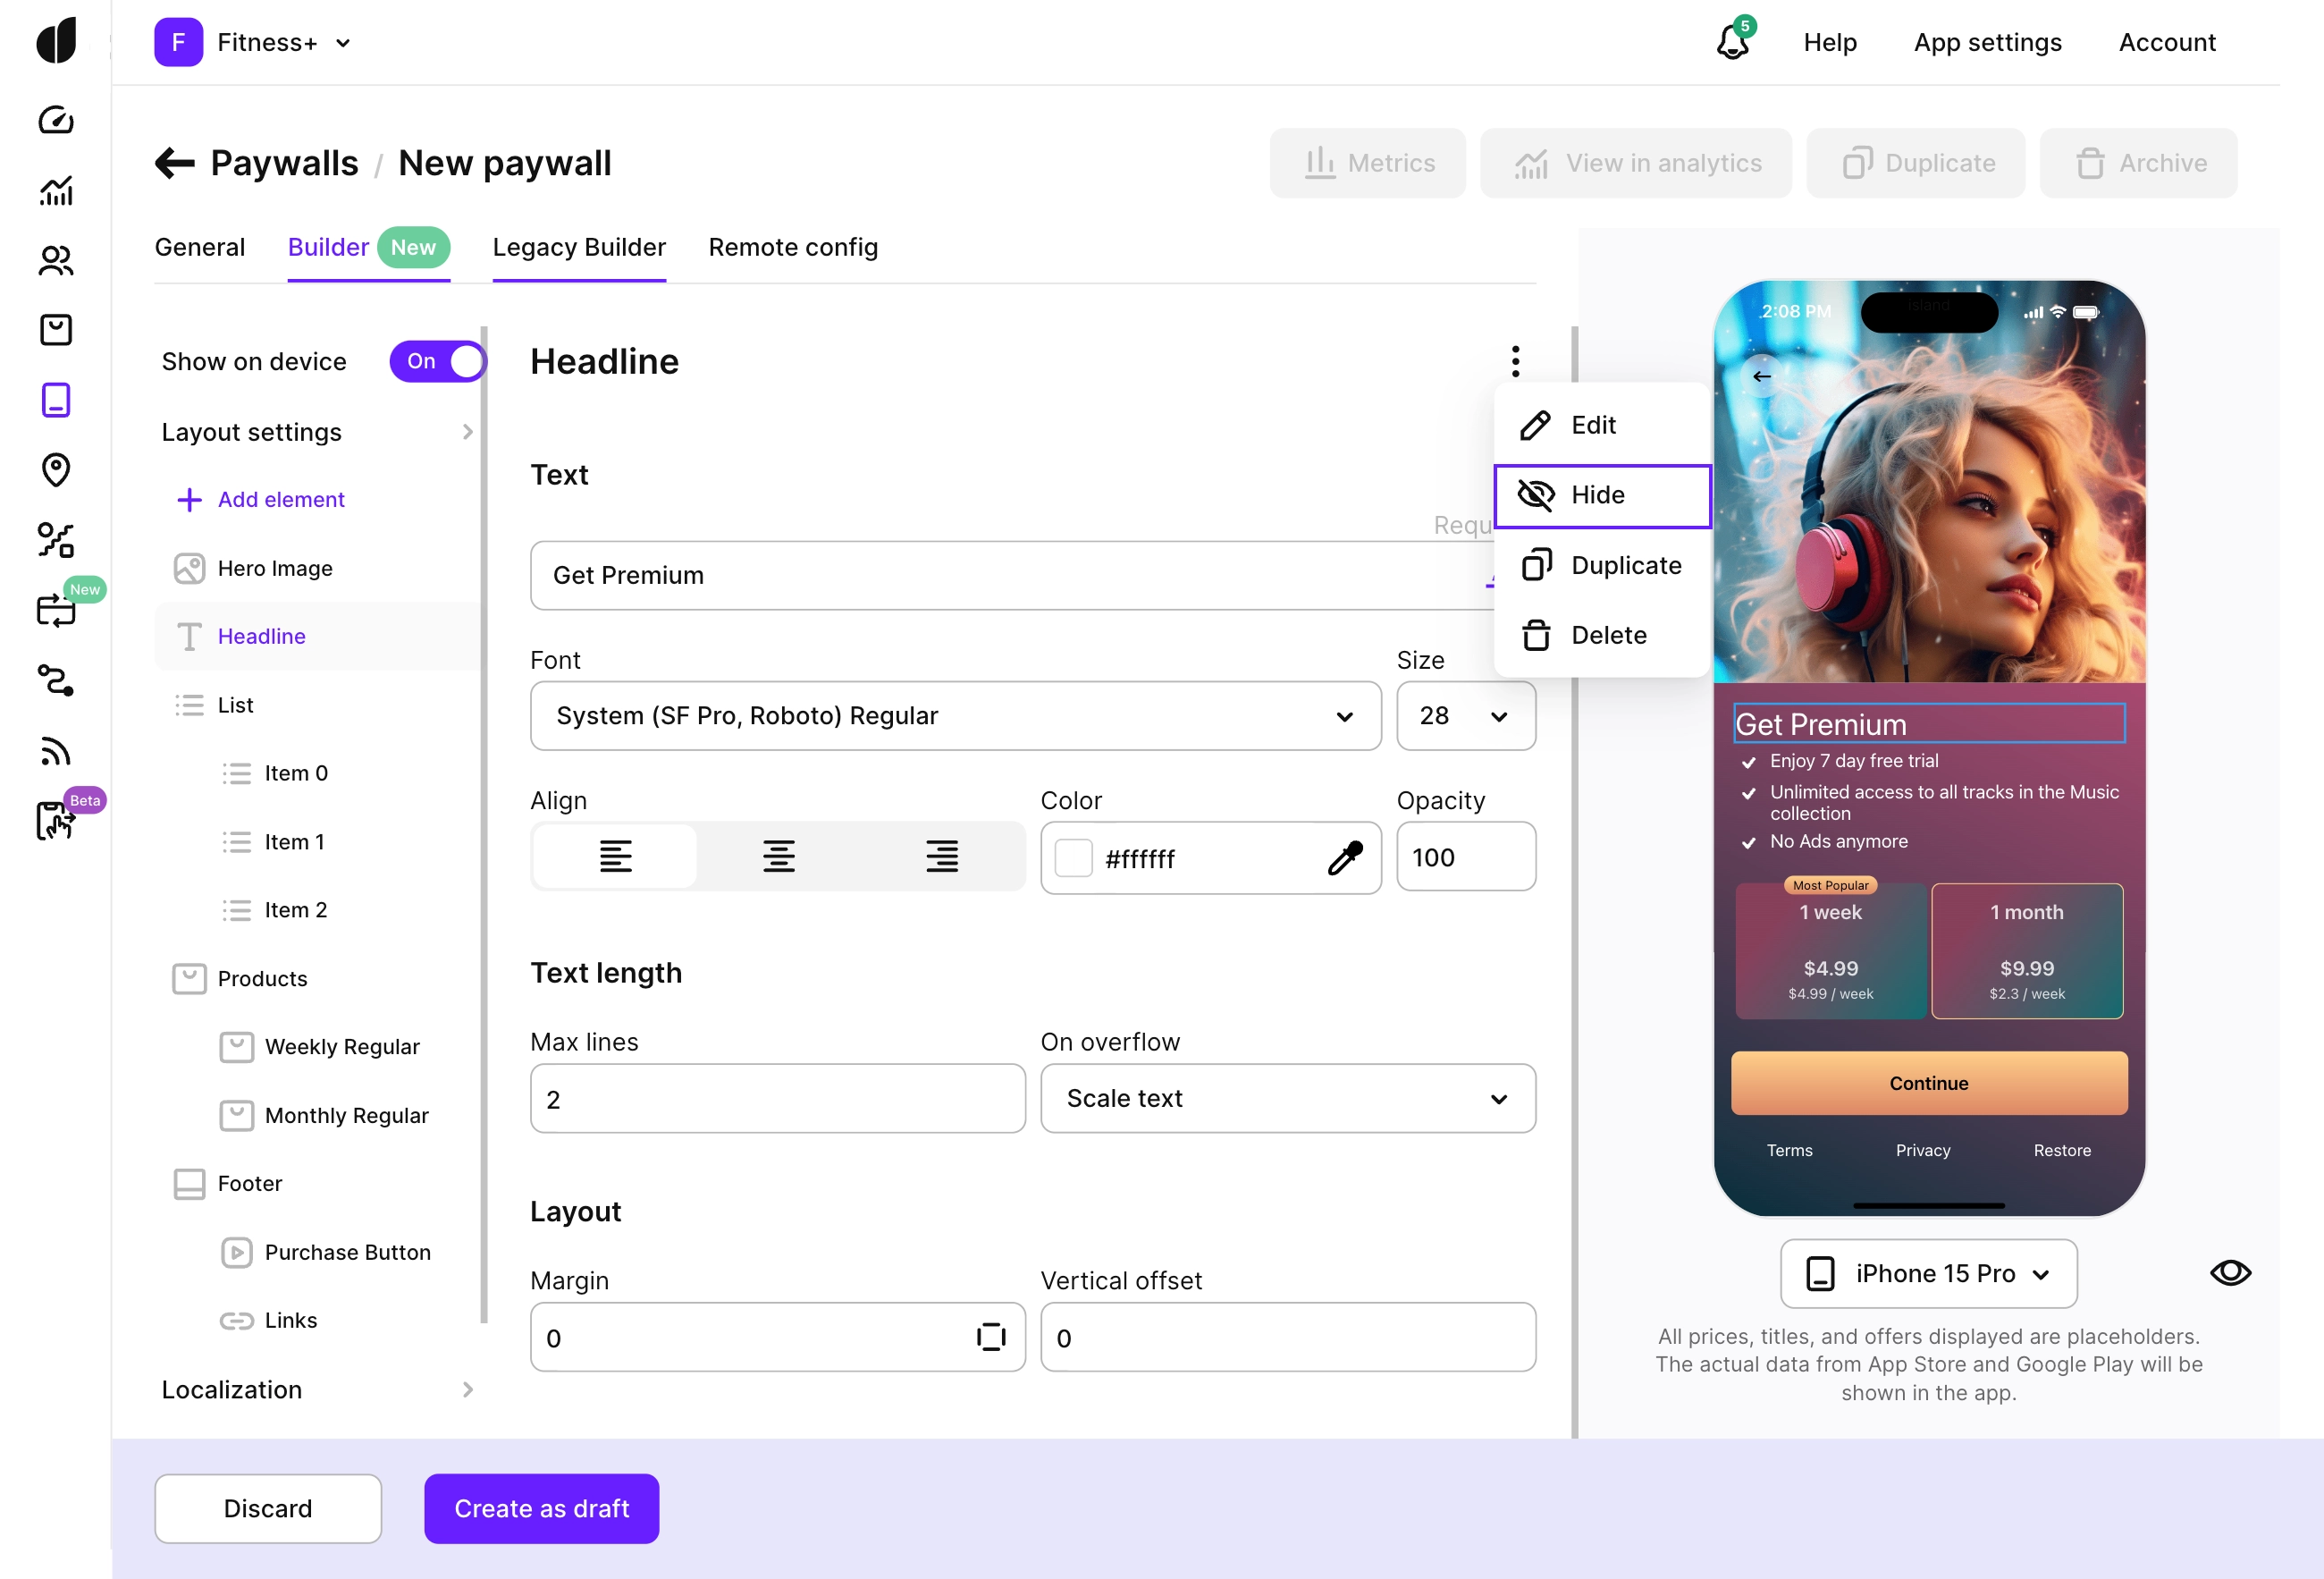 F Fitness+
5
Help
App settings
Account
Paywalls / New paywall
Metrics
View in analytics
Duplicate
Archive
General
Builder New
Legacy Builder
Remote config
New
Beta
Show on device
On
Layout settings
Add element
Hero Image
Headline
List
Item 0
Item 1
Item 2
Products
Weekly Regular
Monthly Regular
Footer
Purchase Button
Links
Localization
Headline
Text
Requ
Get Premium
Font
System (SF Pro, Roboto) Regular
Size
28
Align
Color
#ffffff
Opacity
100
Text length
Max lines
2
On overflow
Scale text
Layout
Margin
0
Vertical offset
0
Edit
Hide
Duplicate
Delete
2:08 PM
island
Get Premium
Enjoy 7 day free trial
Unlimited access to all tracks in the Music
collection
No Ads anymore
Most Popular
1 week
$4.99
$4.99 / week
1 month
$9.99
$2.3 / week
Continue
Terms
Privacy
Restore
iPhone 15 Pro
All prices, titles, and offers displayed are placeholders.
The actual data from App Store and Google Play will be
shown in the app.
Discard
Create as draft